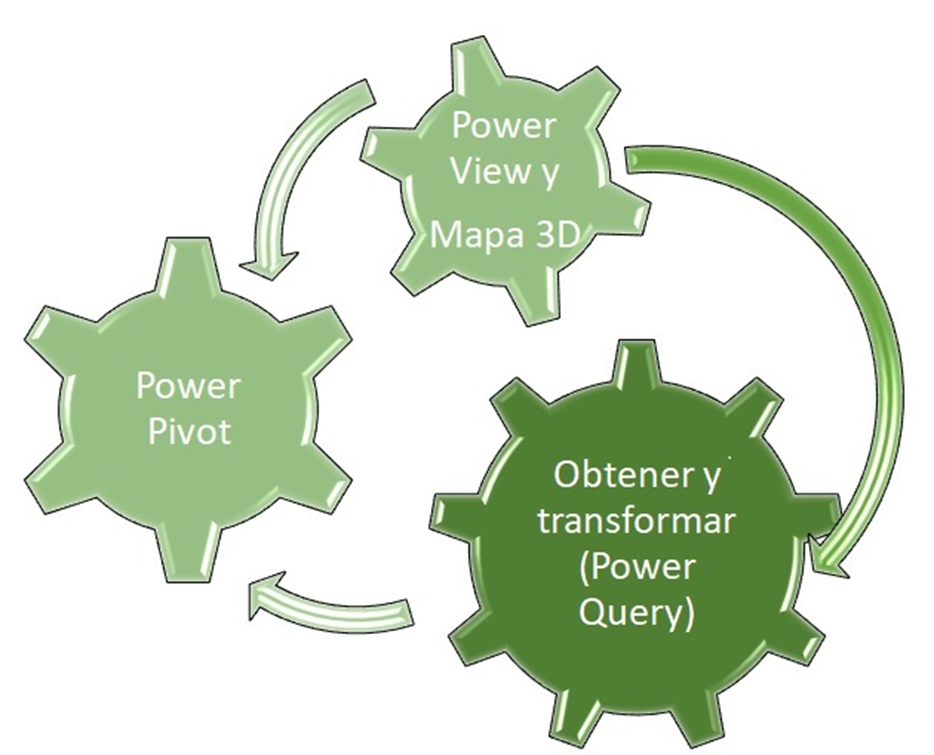 Power
View y
Mapa 3D
Power
Pivot
Obtener y
transformar
(Power
Query)